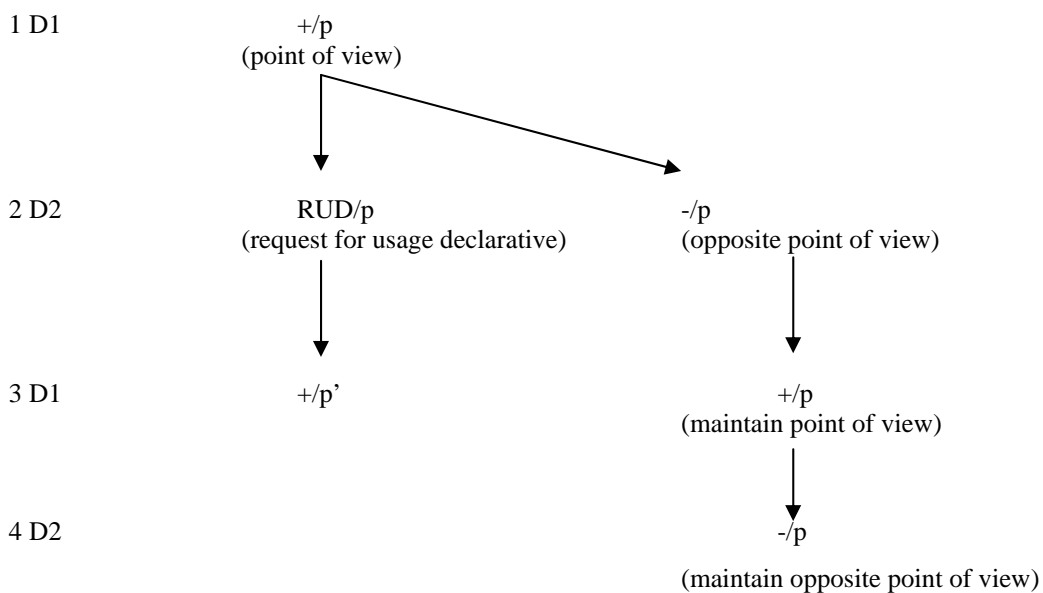 1 D1 +/p
(point of view)
2 D2 RUD/p -/p
(request for usage declarative) (opposite point of view)
3 D1 +/p’ +/p
(maintain point of view)
4 D2 -/p
(maintain opposite point of view)